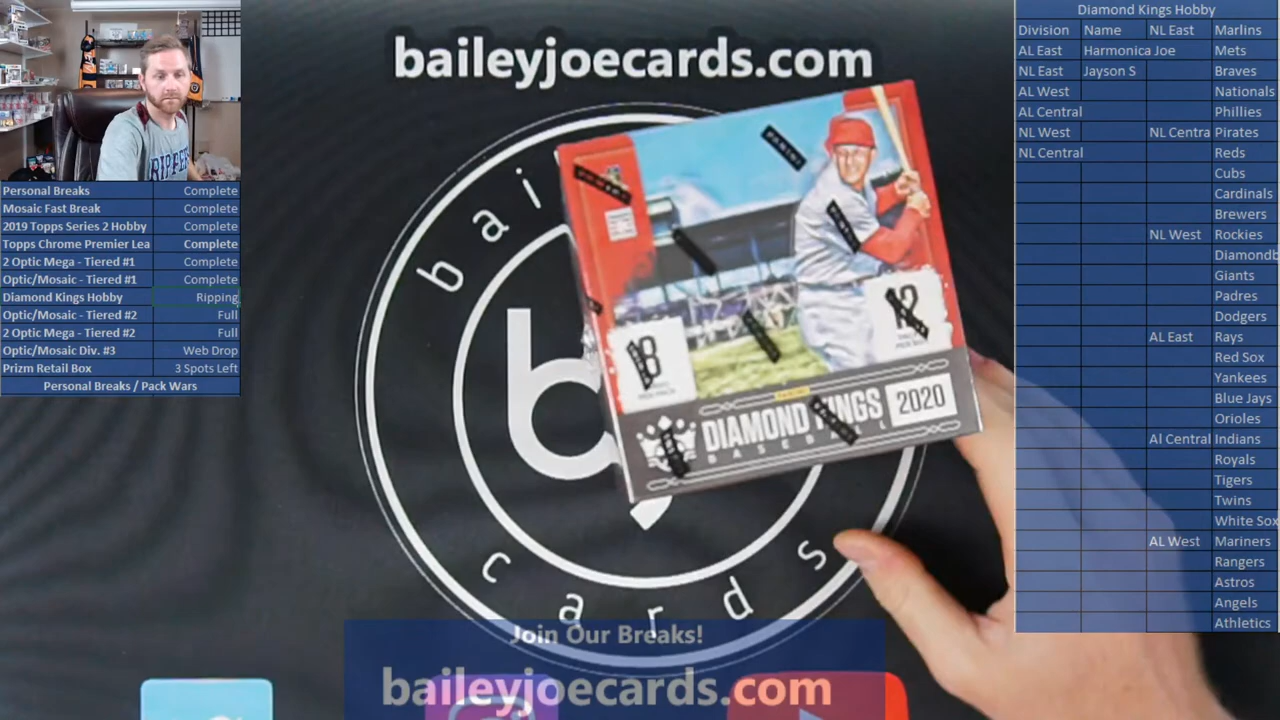 baileyjoecards.com
Personal Breaks Complete
Mosaic Fast Break Complete
2019 Topps Series 2 Hobby Complete
Topps Chrome Premier Lea Complete
2 Optic Mega - Tiered #1 Complete
Optic/Mosaic - Tiered #1 Complete
Diamond Kings Hobby Ripping
Optic/Mosaic - Tiered #2 Full
2 Optic Mega - Tiered #2 Full
Optic/Mosaic Div. #3 Web Drop
Prizm Retail Box 3 Spots Left
Personal Breaks / Pack Wars
bai
b
cards
PANINI
18
12
DIAMOND KINGS
BASEBALL
2020
Join Our Breaks!
baileyjoecards.com
Diamond Kings Hobby
Division Name NL East Marlins
AL East Harmonica Joe Mets
NL East Jayson S Braves
AL West Nationals
AL Central Phillies
NL West NL Centra Pirates
NL Central Reds
Cubs
Cardinals
Brewers
NL West Rockies
Diamondb
Giants
Padres
Dodgers
AL East Rays
Red Sox
Yankees
Blue Jays
Orioles
Al Central Indians
Royals
Tigers
Twins
White Sox
AL West Mariners
Rangers
Astros
Angels
Athletics